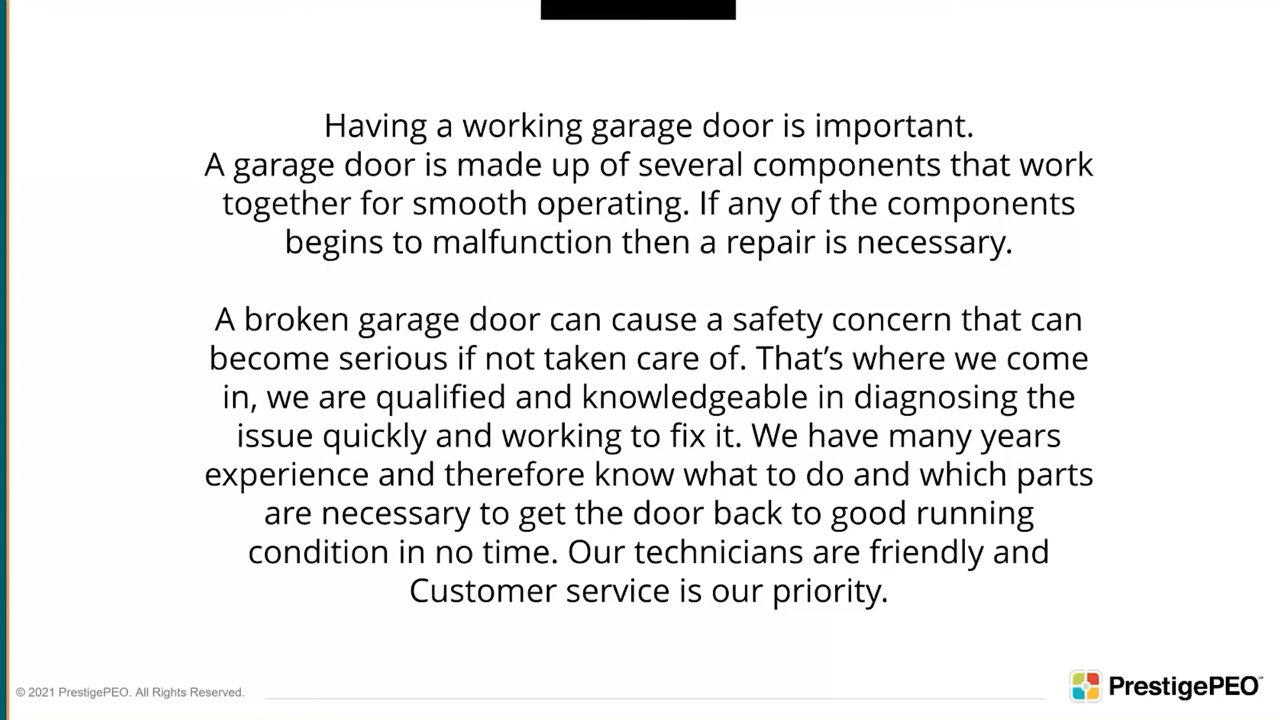 Having a working garage door is important.
A garage door is made up of several components that work
together for smooth operating. If any of the components
begins to malfunction then a repair is necessary.
A broken garage door can cause a safety concern that can
become serious if not taken care of. That’s where we come
in, we are qualified and knowledgeable in diagnosing the
issue quickly and working to fix it. We have many years
experience and therefore know what to do and which parts
are necessary to get the door back to good running
condition in no time. Our technicians are friendly and
Customer service is our priority.
© 2021 PrestigePEO. All Rights Reserved.
PrestigePEO™